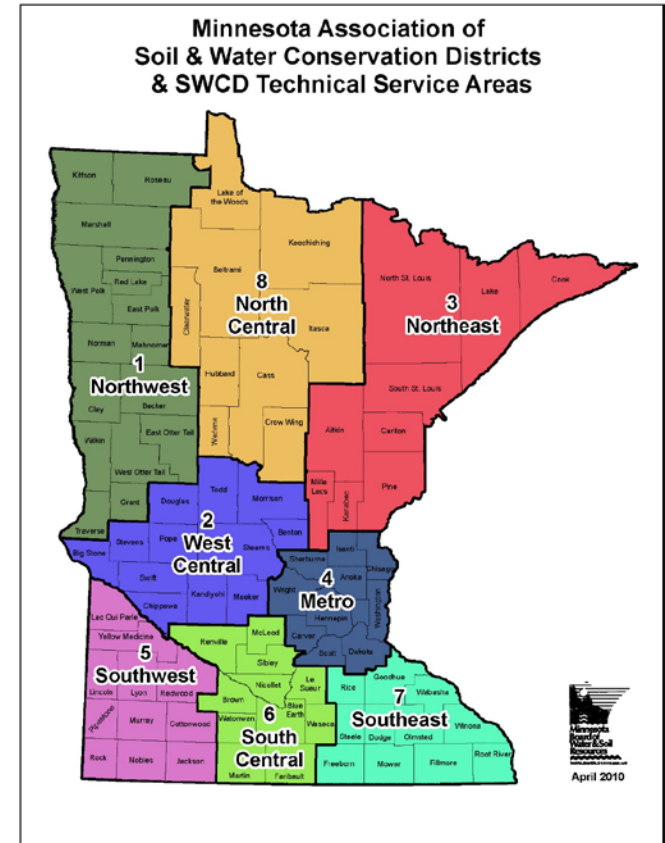 Minnesota Association of
Soil & Water Conservation Districts
& SWCD Technical Service Areas
Kittson
Roseau
Lake of
the Woods
Marshall
Koochiching
Pennington
Beltrami
Red Lake
West Polk
East Polk
Clearwater
8
North
Central
Itasca
North St. Louis
Lake
Cook
3
Northeast
Norman
Mahnomen
1
Northwest
Hubbard
Cass
South St. Louis
Clay
Becker
Wadena
Crow Wing
Aitkin
Carlton
Wilkin
East Otter Tail
West Otter Tail
Mille
Lacs
Kanabec
Pine
Grant
Douglas
Todd
Morrison
Traverse
Big Stone
Stevens
Pope
2
West
Central
Stearns
Benton
Swift
Chippewa
Kandiyohi
Meeker
Sherburne
Isanti
Chisago
Wright
Anoka
4
Metro
Washington
Hennepin
Carver
Scott
Dakota
Lac Qui Parle
Yellow Medicine
5
Southwest
Lincoln
Lyon
Redwood
Pipestone
Murray
Cottonwood
Rock
Nobles
Jackson
Renville
McLeod
Sibley
Nicollet
Le
Sueur
Brown
Watonwan
Blue
Earth
Waseca
6
South
Central
Martin
Faribault
Rice
Goodhue
Wabasha
7
Southeast
Steele
Dodge
Olmsted
Winona
Freeborn
Mower
Fillmore
Root River
Minnesota
Board of
Water & Soil
Resources
April 2010